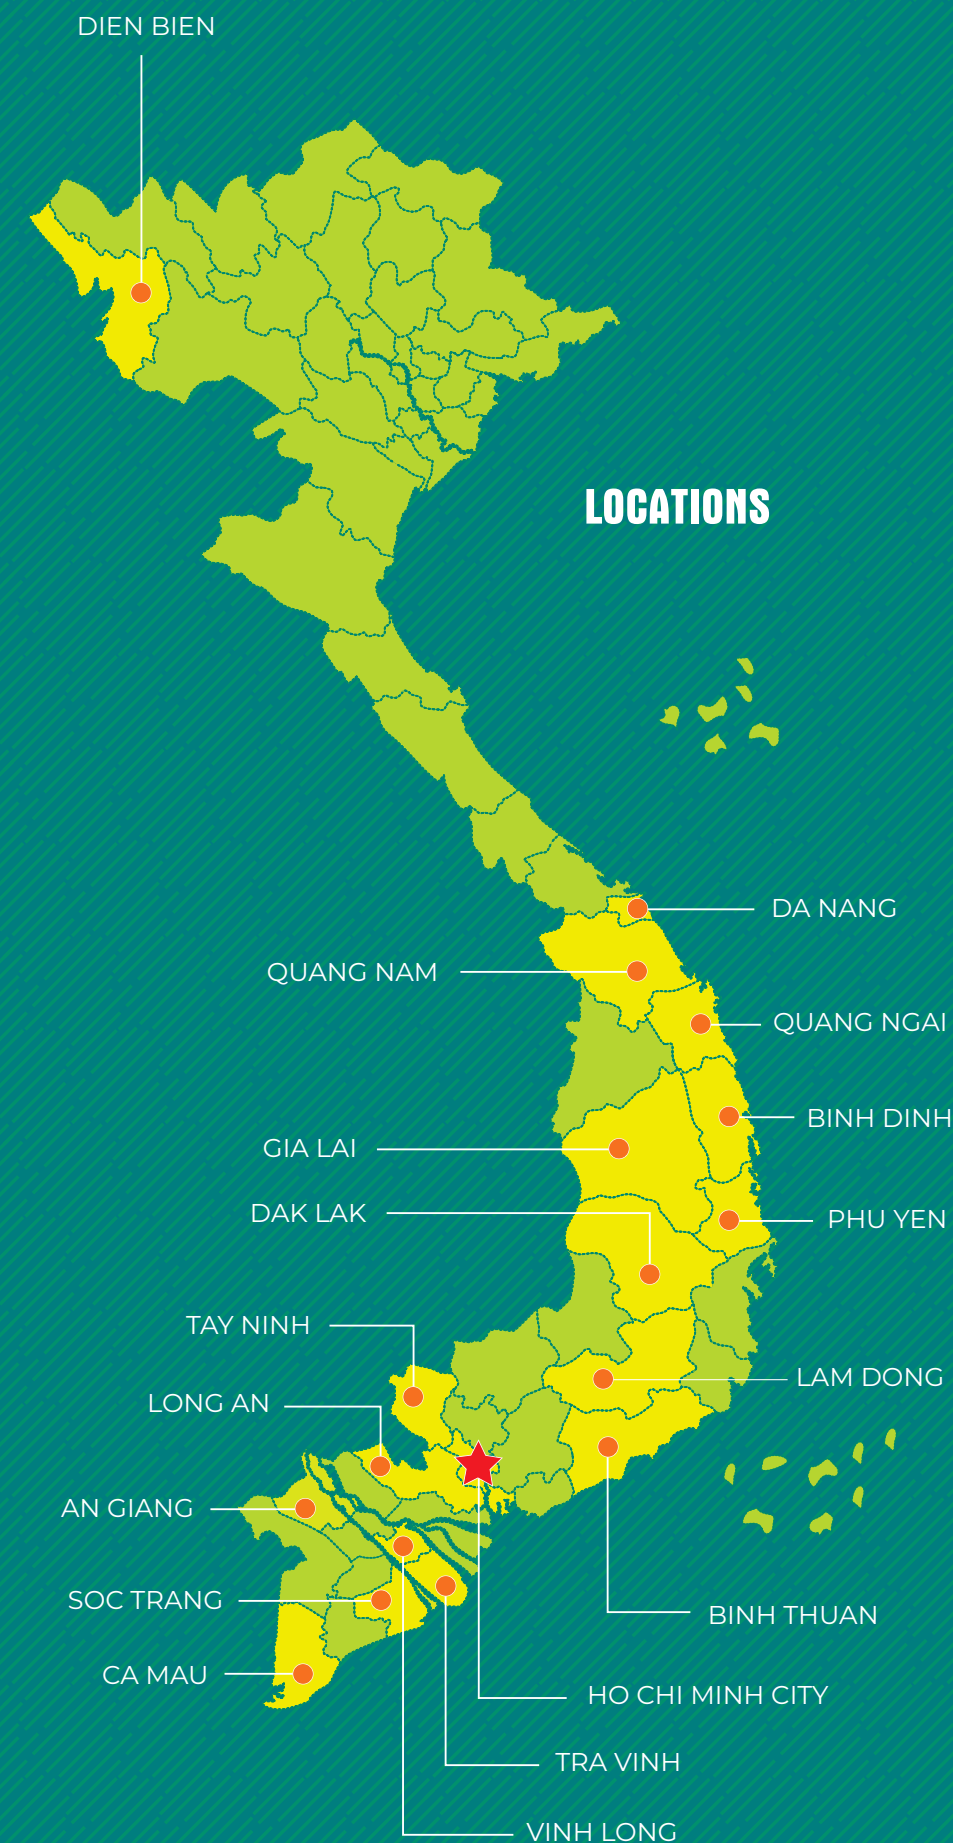 DIEN BIEN
LOCATIONS
DA NANG
QUANG NAM
QUANG NGAI
BINH DINH
GIA LAI
DAK LAK
PHU YEN
TAY NINH
LAM DONG
LONG AN
AN GIANG
SOC TRANG
BINH THUAN
CA MAU
HO CHI MINH CITY
TRA VINH
VINH LONG